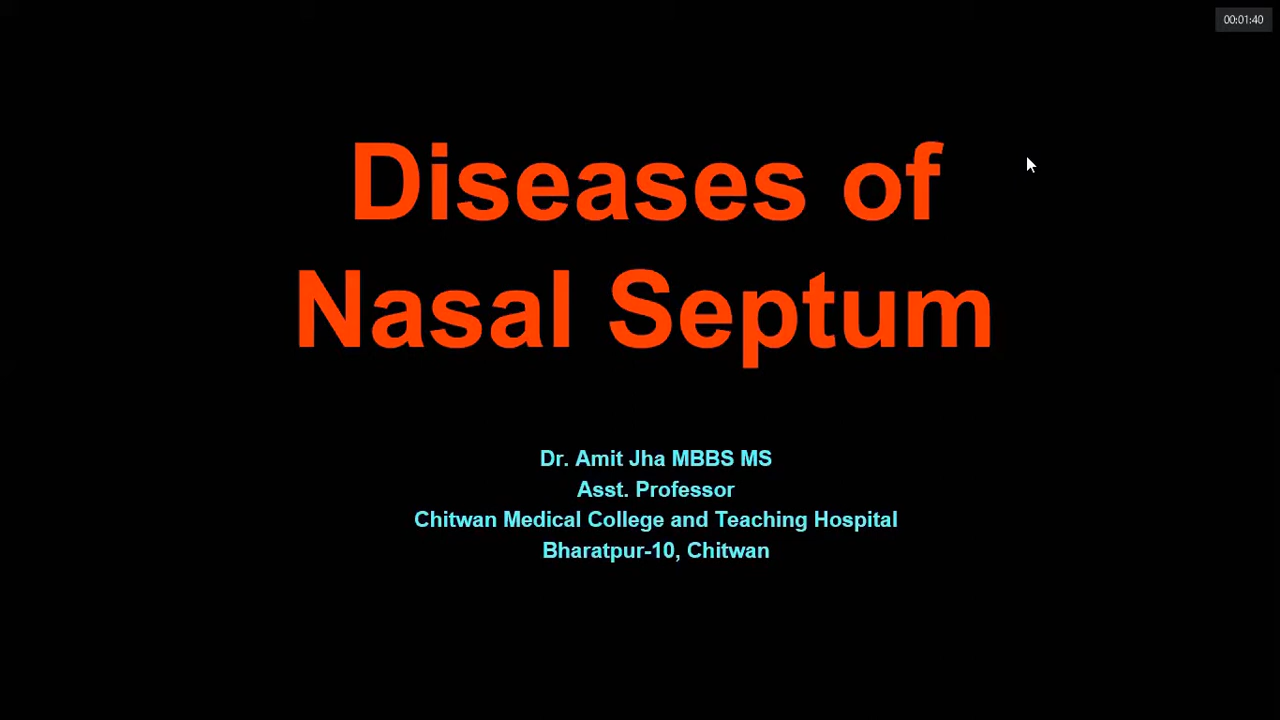 00:01:40
Diseases of
Nasal Septum
Dr. Amit Jha MBBS MS
Asst. Professor
Chitwan Medical College and Teaching Hospital
Bharatpur-10, Chitwan